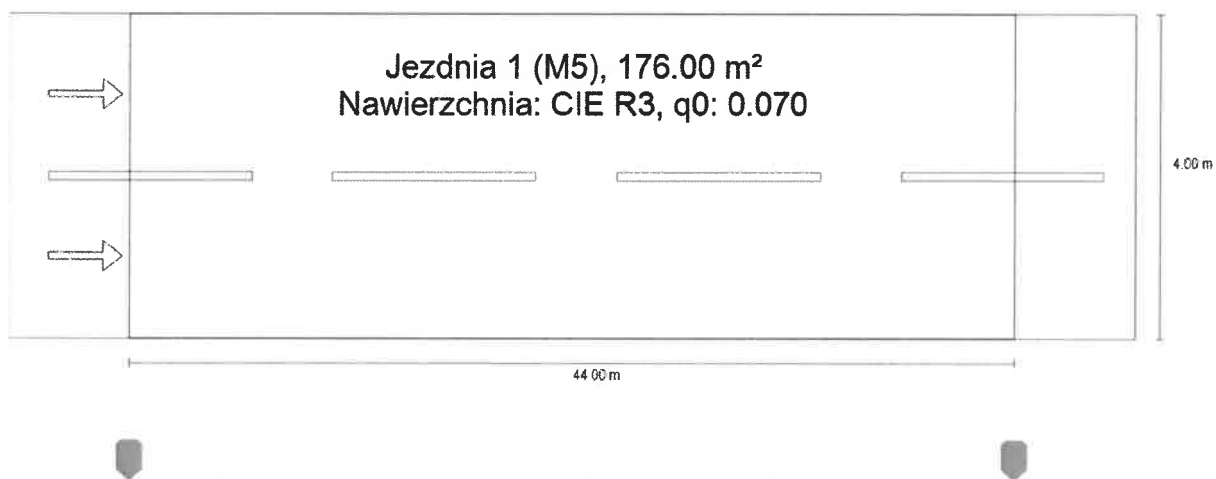 Jezdnia 1 (M5), 176.00 m²
Nawierzchnia: CIE R3, q0: 0.070
4.00 m
44.00 m